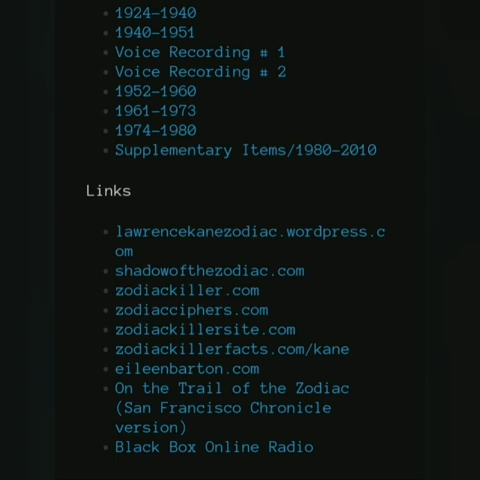 1924-1940
1940-1951
Voice Recording # 1
Voice Recording # 2
1952-1960
1961-1973
1974-1980
Supplementary Items/1980-2010
Links
lawrencekanezodiac.wordpress.c
om
shadowofthezodiac.com
zodiackiller.com
zodiacciphers.com
zodiackillersite.com
zodiackillerfacts.com/kane
eileenbarton.com
On the Trail of the Zodiac
(San Francisco Chronicle
version)
Black Box Online Radio